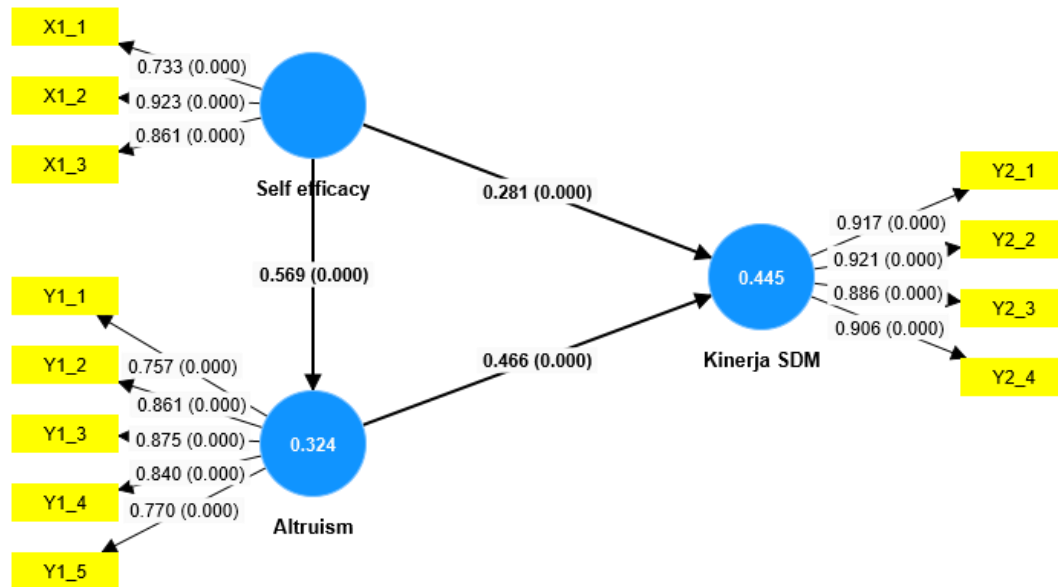 X1_1
0.733 (0.000)
X1_2
0.923 (0.000)
0.861 (0.000)
X1_3
Self efficacy
0.281 (0.000)
Y2_1
0.917 (0.000)
Y2_2
0.921 (0.000)
0.445
0.886 (0.000)
Y2_3
0.906 (0.000)
Kinerja SDM
Y2_4
0.569 (0.000)
0.466 (0.000)
Y1_1
0.757 (0.000)
Y1_2
0.861 (0.000)
Y1_3
0.875 (0.000)
0.324
0.840 (0.000)
Y1_4
0.770 (0.000)
Altruism
Y1_5